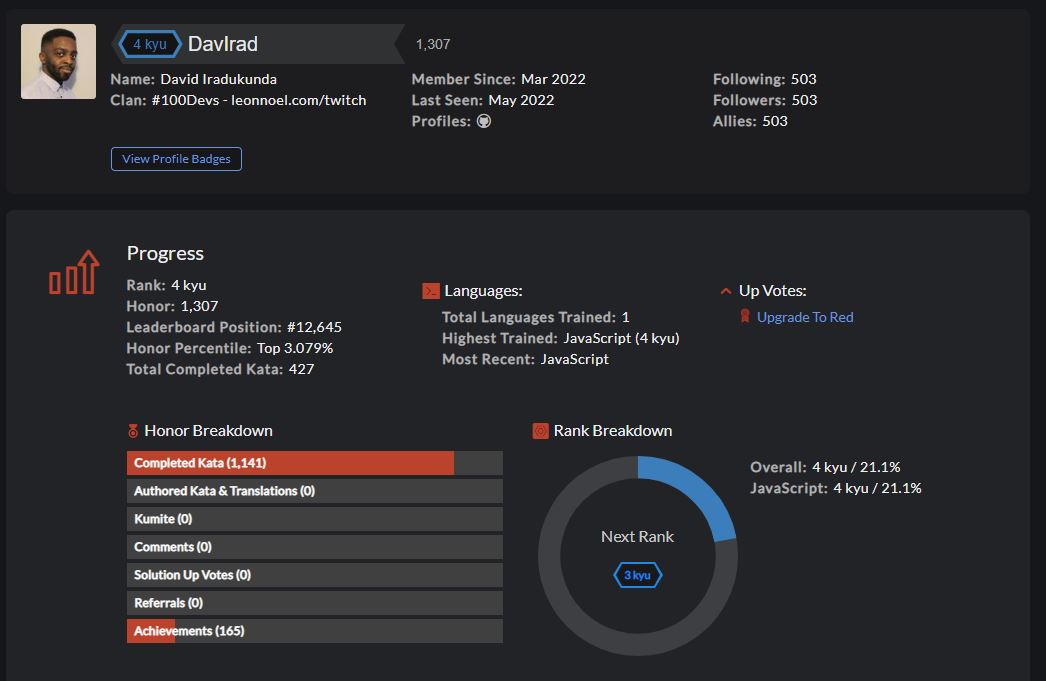 4 kyu DavIrad 1,307
Name: David Iradukunda
Clan: #100Devs - leonnoel.com/twitch
Member Since: Mar 2022
Last Seen: May 2022
Profiles:
Following: 503
Followers: 503
Allies: 503
View Profile Badges
Progress
Rank: 4 kyu
Honor: 1,307
Leaderboard Position: #12,645
Honor Percentile: Top 3.079%
Total Completed Kata: 427
Languages:
Total Languages Trained: 1
Highest Trained: JavaScript (4 kyu)
Most Recent: JavaScript
Up Votes:
Upgrade To Red
Honor Breakdown
Completed Kata (1,141)
Authored Kata & Translations (0)
Kumite (0)
Comments (0)
Solution Up Votes (0)
Referrals (0)
Achievements (165)
Rank Breakdown
Next Rank
3 kyu
Overall: 4 kyu / 21.1%
JavaScript: 4 kyu / 21.1%